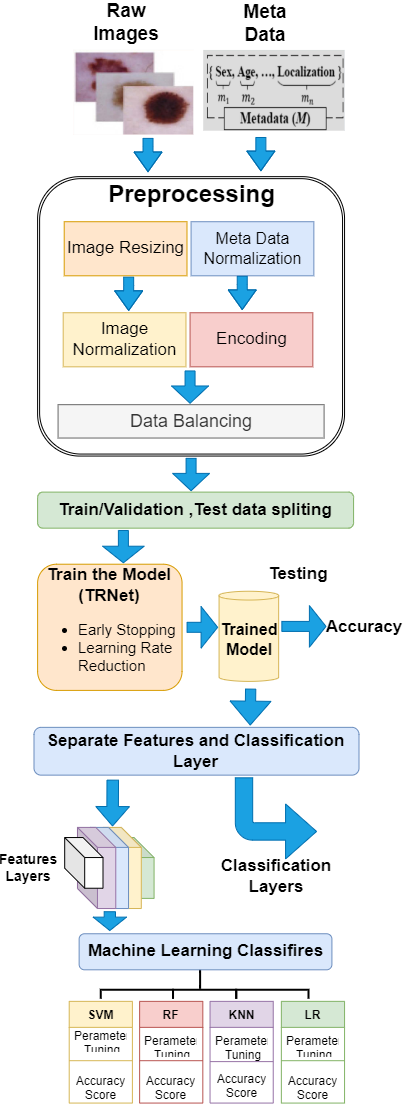 Raw
Images
Meta
Data
{ Sex, Age, ..., Localization }
m1 m2 mn
Metadata (M)
Preprocessing
Image Resizing
Meta Data
Normalization
Image
Normalization
Encoding
Data Balancing
Train/Validation ,Test data spliting
Train the Model
(TRNet)
• Early Stopping
• Learning Rate
Reduction
Testing
Trained
Model
Accuracy
Separate Features and Classification
Layer
Features
Layers
Classification
Layers
Machine Learning Classifires
SVM
Peramete
Tuning
Accuracy
Score
RF
Peramete
Tuning
Accuracy
Score
KNN
Peramete
Tuning
Accuracy
Score
LR
Peramete
Tuning
Accuracy
Score